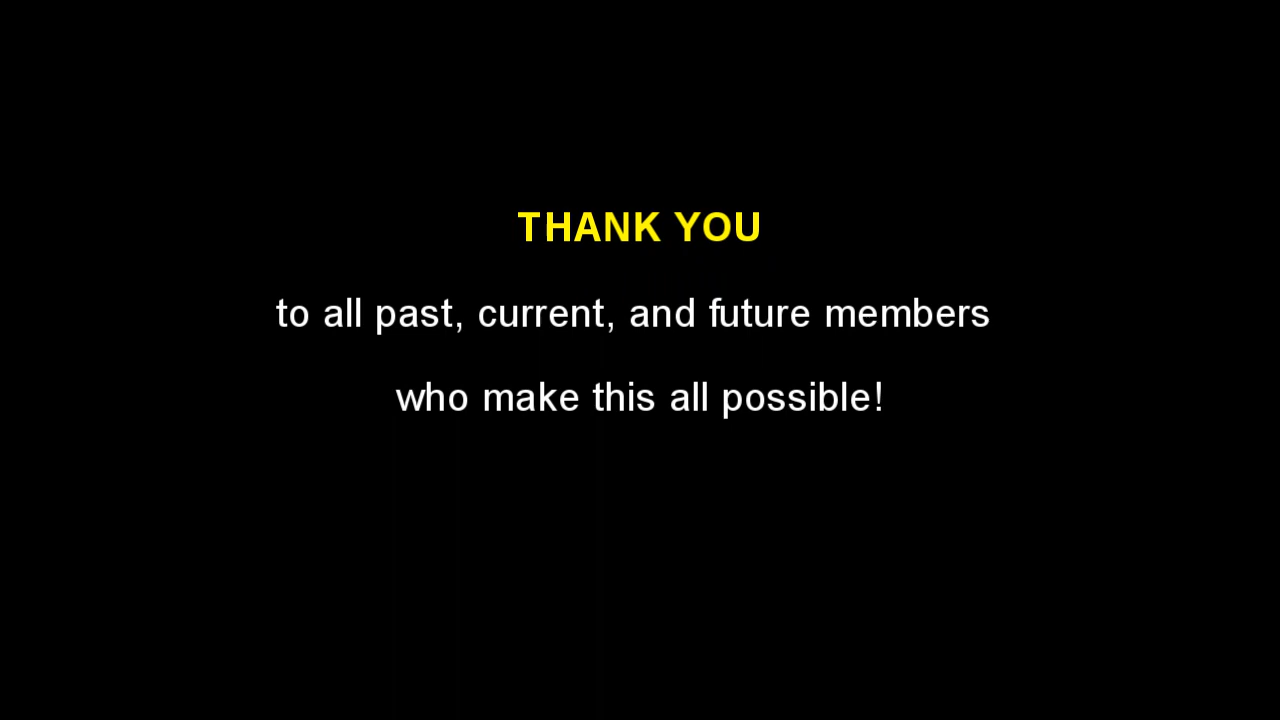 THANK YOU
to all past, current, and future members
who make this all possible!